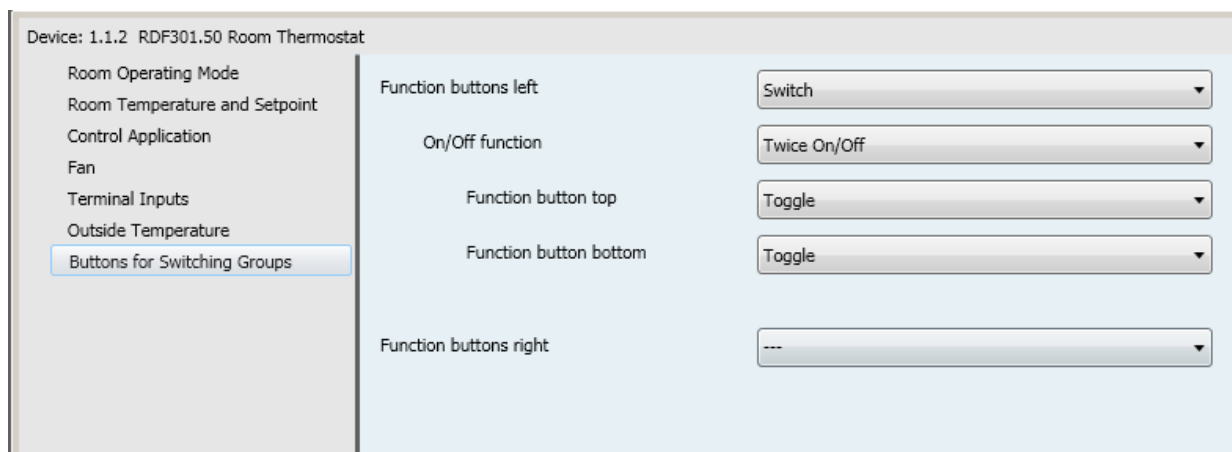 Device: 1.1.2 RDF301.50 Room Thermostat
Room Operating Mode
Room Temperature and Setpoint
Control Application
Fan
Terminal Inputs
Outside Temperature
Buttons for Switching Groups
Function buttons left
Switch
On/Off function
Twice On/Off
Function button top
Toggle
Function button bottom
Toggle
Function buttons right
---